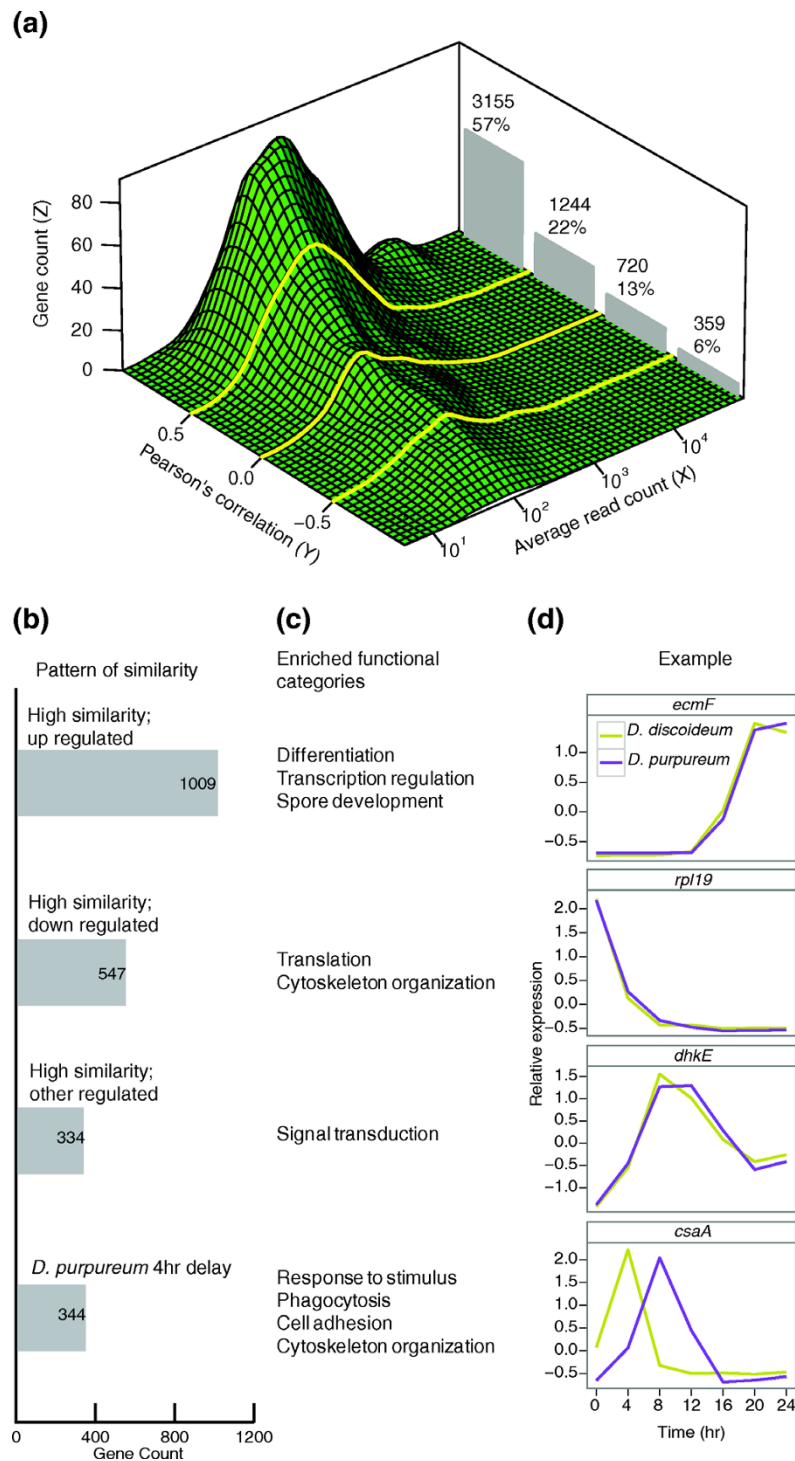 (a)
3155
57%
1244
22%
720
13%
359
6%
Gene count (Z)
80
60
40
20
0
0.5
0.0
−0.5
Pearson's correlation (Y)
10¹
10²
10³
10⁴
Average read count (X)
(b)
Pattern of similarity
High similarity;
up regulated
1009
High similarity;
down regulated
547
High similarity;
other regulated
334
D. purpureum 4hr delay
344
0
400
800
1200
Gene Count
(c)
Enriched functional
categories
Differentiation
Transcription regulation
Spore development
Translation
Cytoskeleton organization
Signal transduction
Response to stimulus
Phagocytosis
Cell adhesion
Cytoskeleton organization
(d)
Example
ecmF
D. discoideum
D. purpureum
1.0
0.5
0.0
−0.5
rpl19
2.0
1.5
1.0
0.5
0.0
−0.5
Relative expression
dhkE
1.5
1.0
0.5
0.0
−0.5
−1.0
csaA
2.0
1.5
1.0
0.5
0.0
−0.5
0 4 8 12 16 20 24
Time (hr)